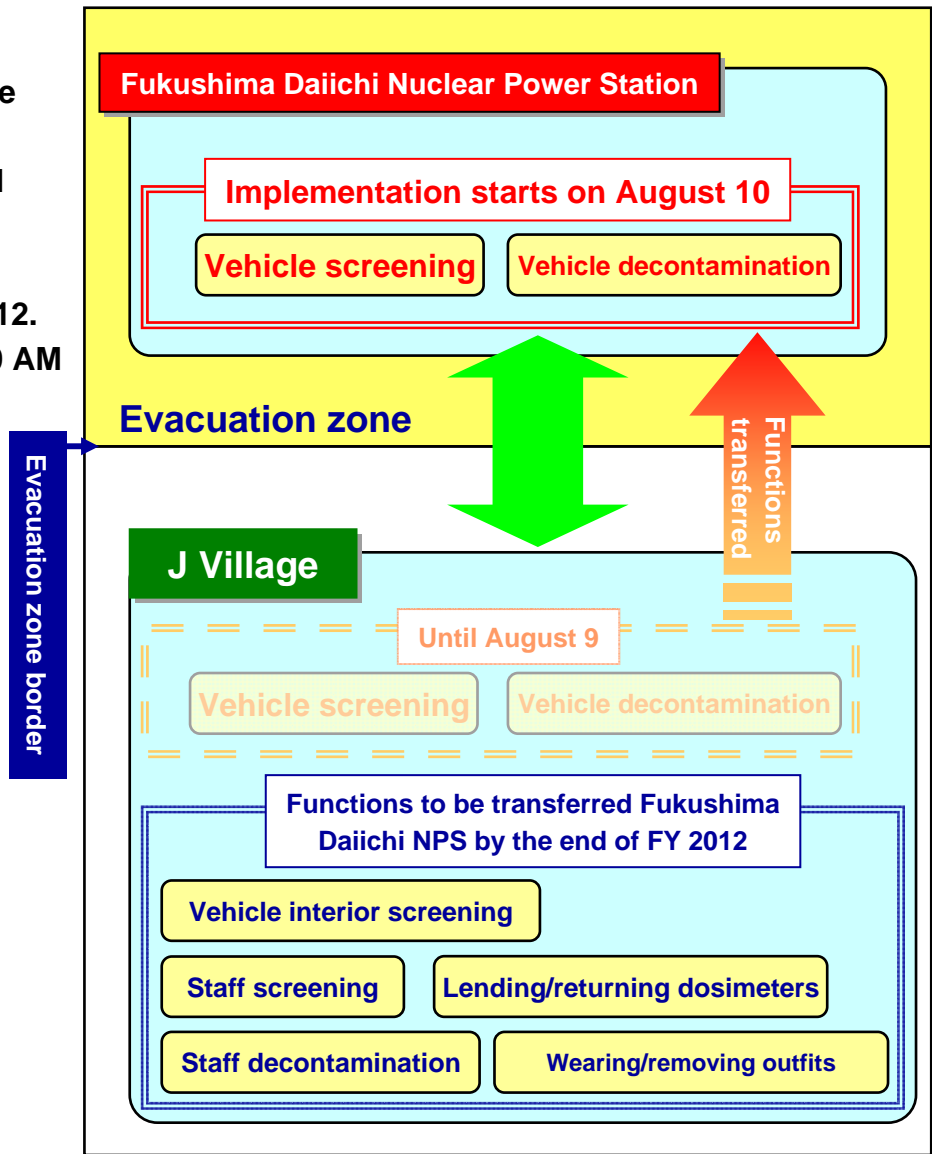 e
Fukushima Daiichi Nuclear Power Station
Implementation starts on August 10
Vehicle screening
Vehicle decontamination
12.
AM
Evacuation zone
Functions
transferred
Evacuation zone border
J Village
Until August 9
Vehicle screening
Vehicle decontamination
Functions to be transferred Fukushima
Daiichi NPS by the end of FY 2012
Vehicle interior screening
Staff screening
Lending/returning dosimeters
Staff decontamination
Wearing/removing outfits